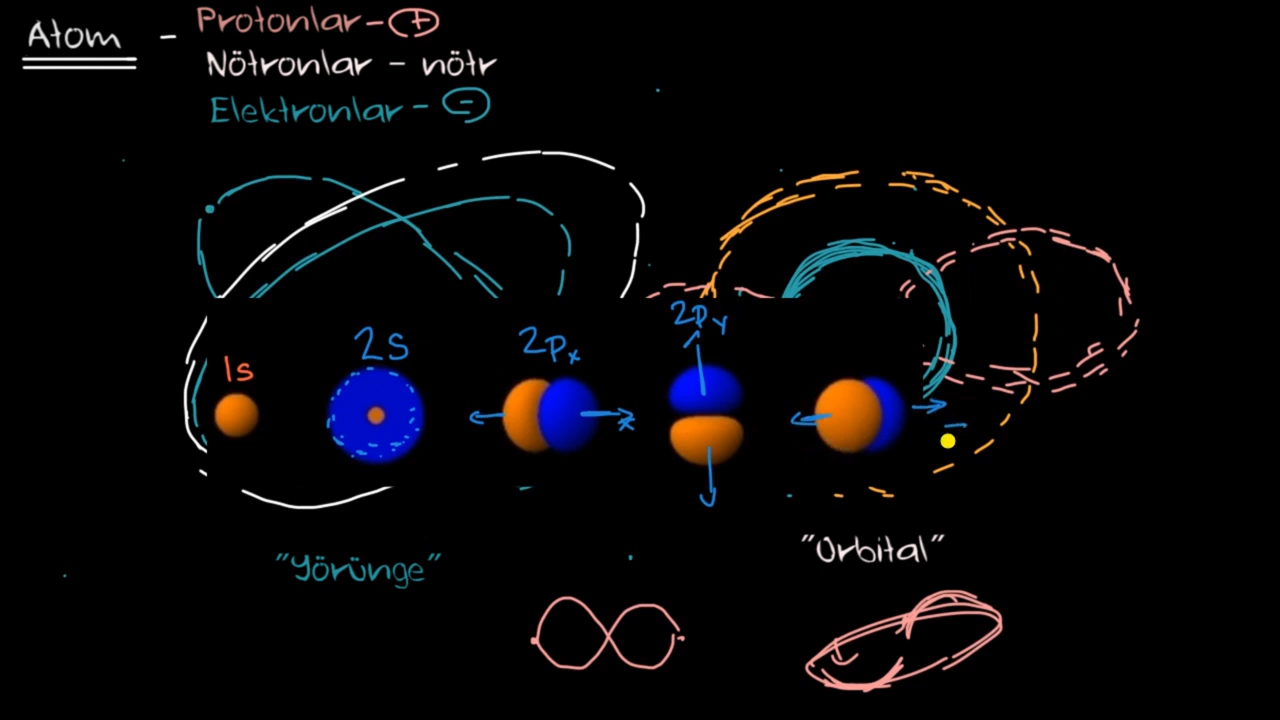 Atom - Protonlar - +
Nötronlar - nötr
Elektronlar - -
1s
2s
2px
2py
x
"Yörünge"
"Orbital"